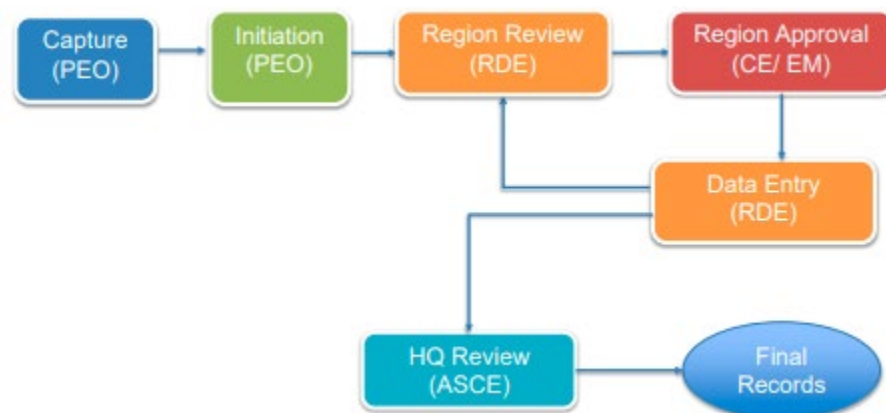 Capture
(PEO)
Initiation
(PEO)
Region Review
(RDE)
Region Approval
(CE/ EM)
Data Entry
(RDE)
HQ Review
(ASCE)
Final
Records